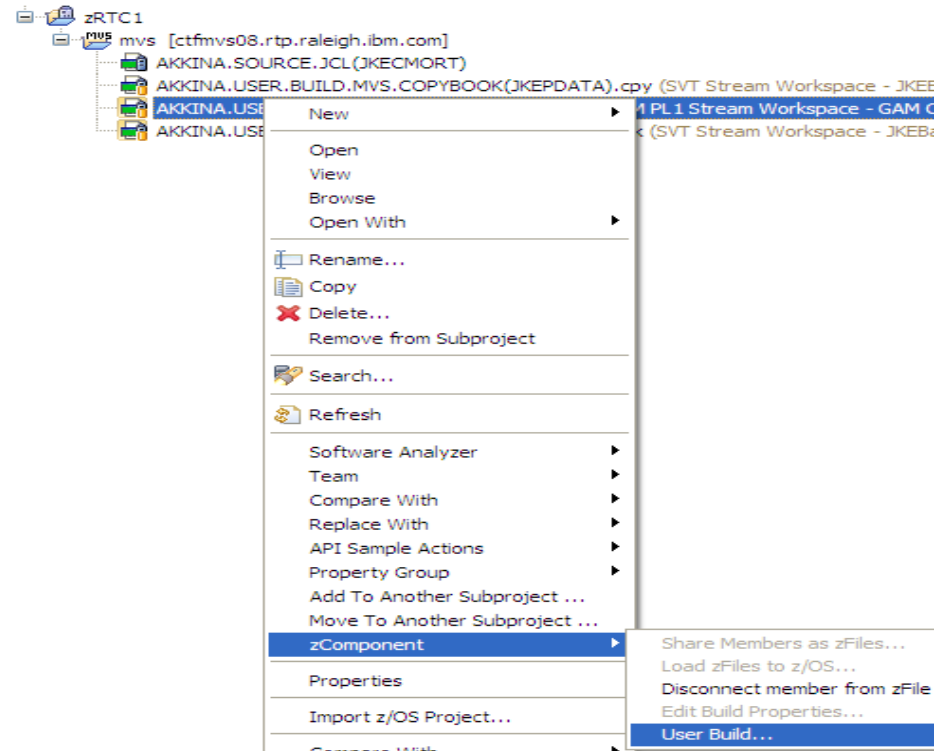 zRTC1
mvs [ctfmvs08.rtp.raleigh.ibm.com]
AKKINA.SOURCE.JCL(JKECMORT)
AKKINA.USER.BUILD.MVS.COPYBOOK(JKEPDATA).cpy (SVT Stream Workspace - JKEB
AKKINA.USE M PL1 Stream Workspace - GAM C
AKKINA.USE (SVT Stream Workspace - JKEBa
New
Open
View
Browse
Open With
Rename...
Copy
Delete...
Remove from Subproject
Search...
Refresh
Software Analyzer
Team
Compare With
Replace With
API Sample Actions
Property Group
Add To Another Subproject ...
Move To Another Subproject ...
zComponent
Share Members as zFiles...
Load zFiles to z/OS...
Properties
Disconnect member from zFile
Edit Build Properties...
Import z/OS Project...
User Build...
Compare With